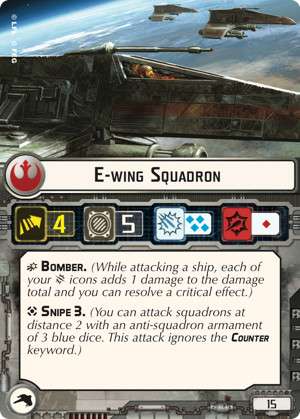 © LFL © FFG
E-wing Squadron
4
5
Bomber. (While attacking a ship, each of
your icons adds 1 damage to the damage
total and you can resolve a critical effect.)
Snipe 3. (You can attack squadrons at
distance 2 with an anti-squadron armament
of 3 blue dice. This attack ignores the Counter
keyword.)
15